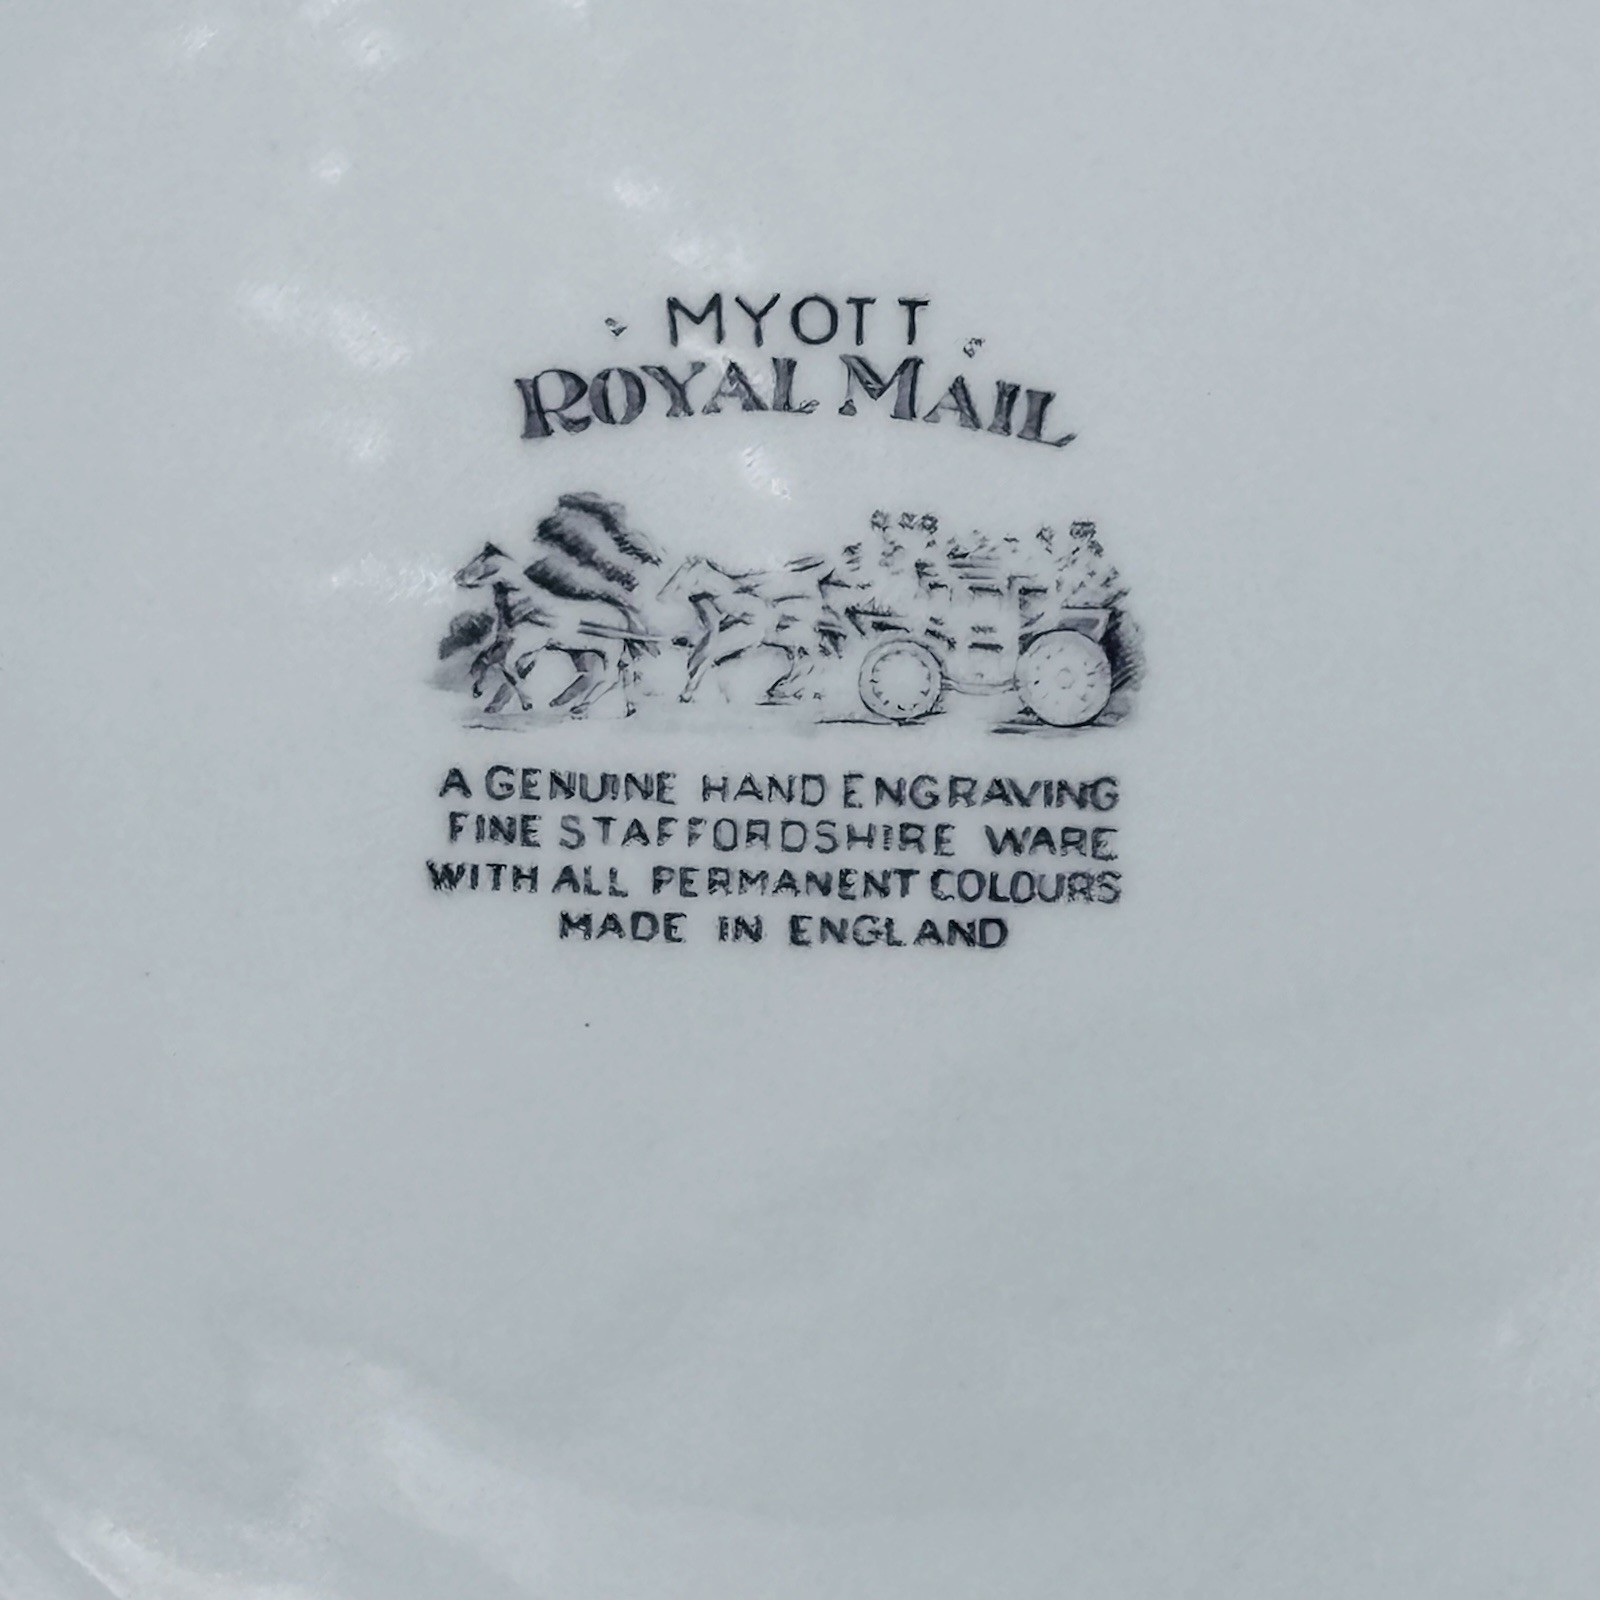 MYOTT
ROYAL MAIL
A GENUINE HAND ENGRAVING
FINE STAFFORDSHIRE WARE
WITH ALL PERMANENT COLOURS
MADE IN ENGLAND